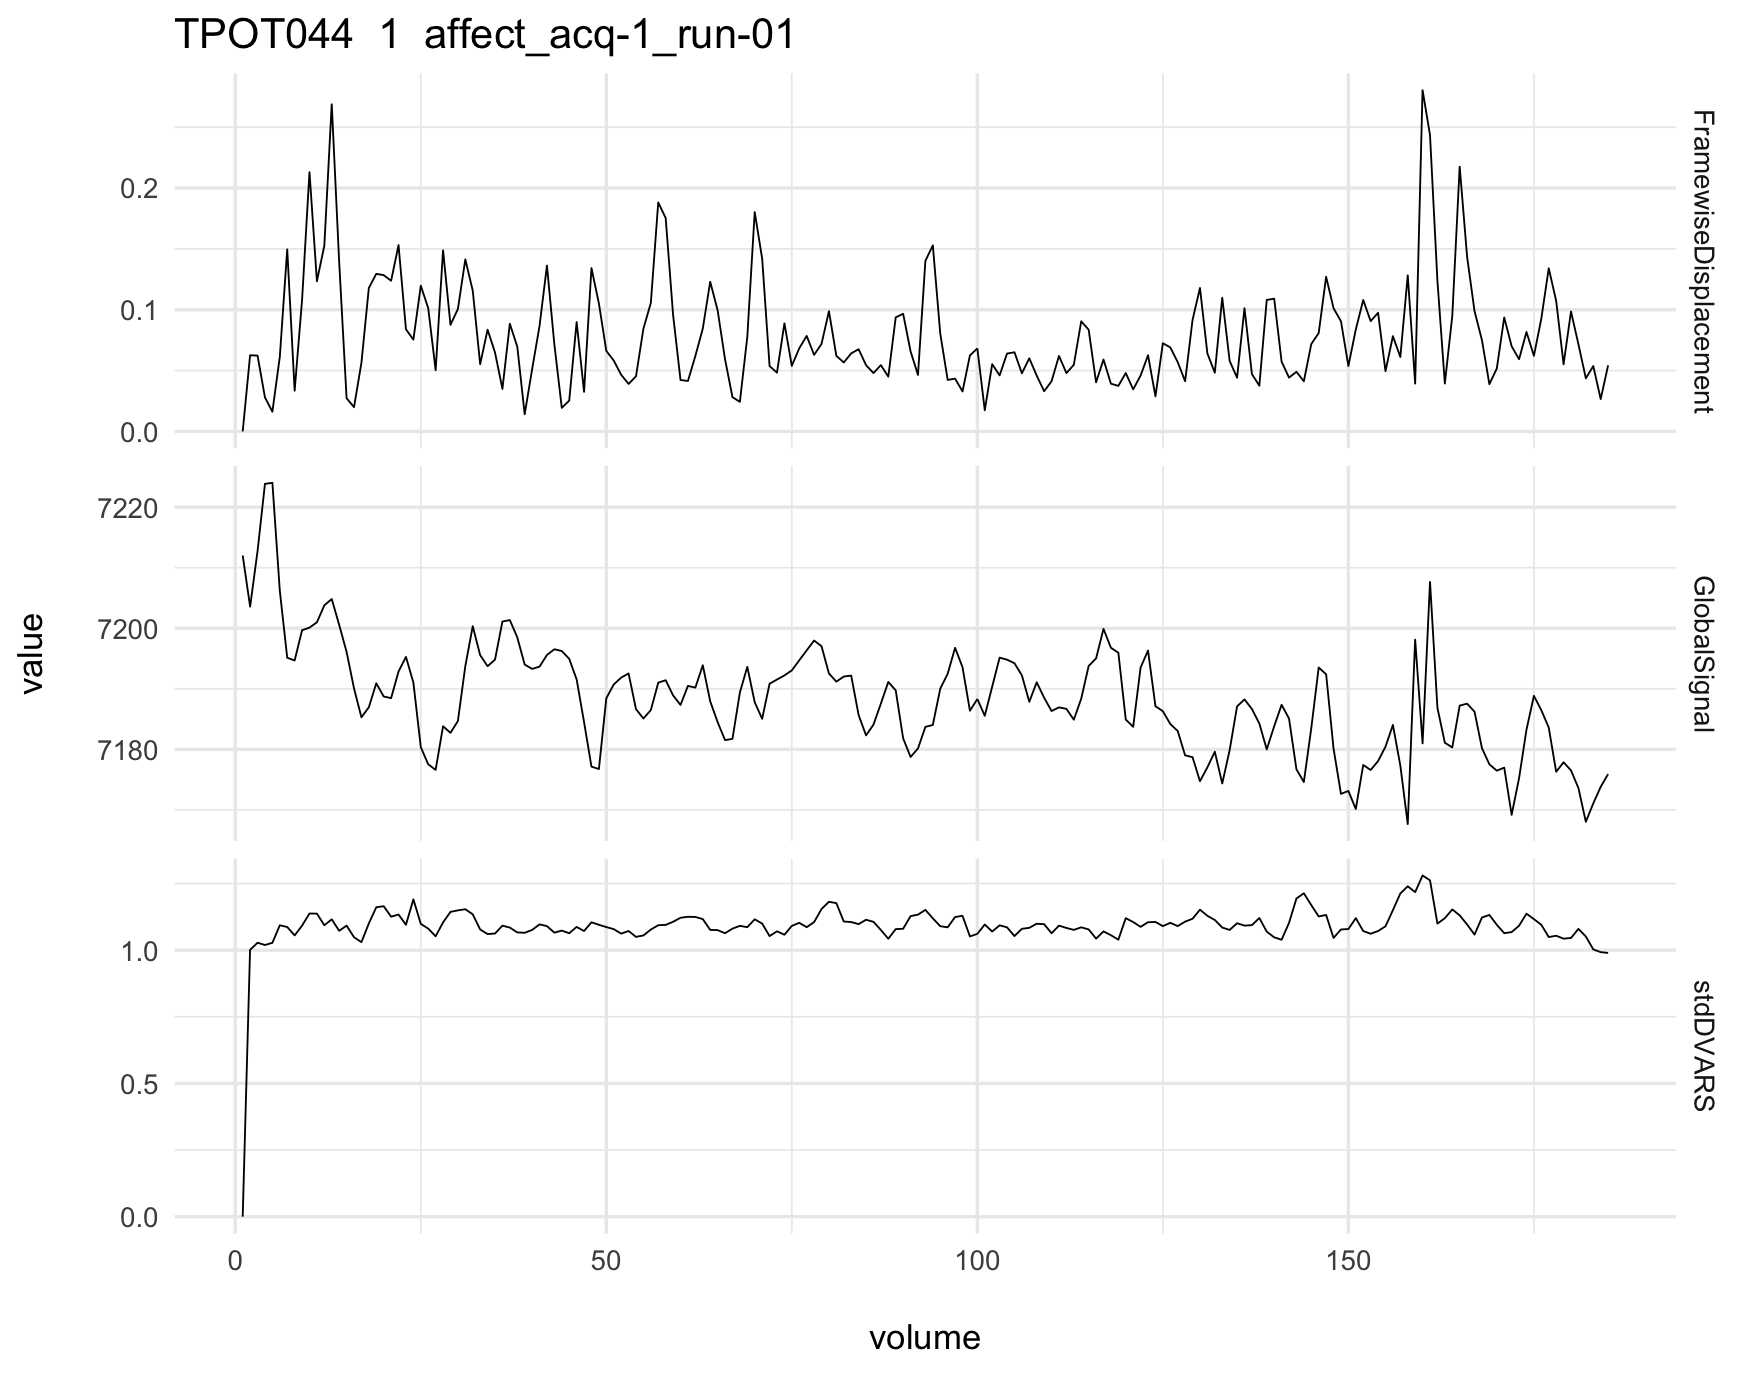 TPOT044 1 affect_acq-1_run-01
0.2
0.1
0.0
FramewiseDisplacement
7220
7200
7180
GlobalSignal
value
1.0
0.5
0.0
stdDVARS
0 50 100 150
volume